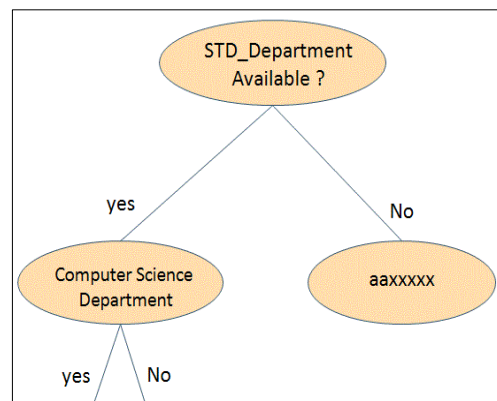 STD_Department
Available ?
yes
No
Computer Science
Department
aaxxxxx
yes
No